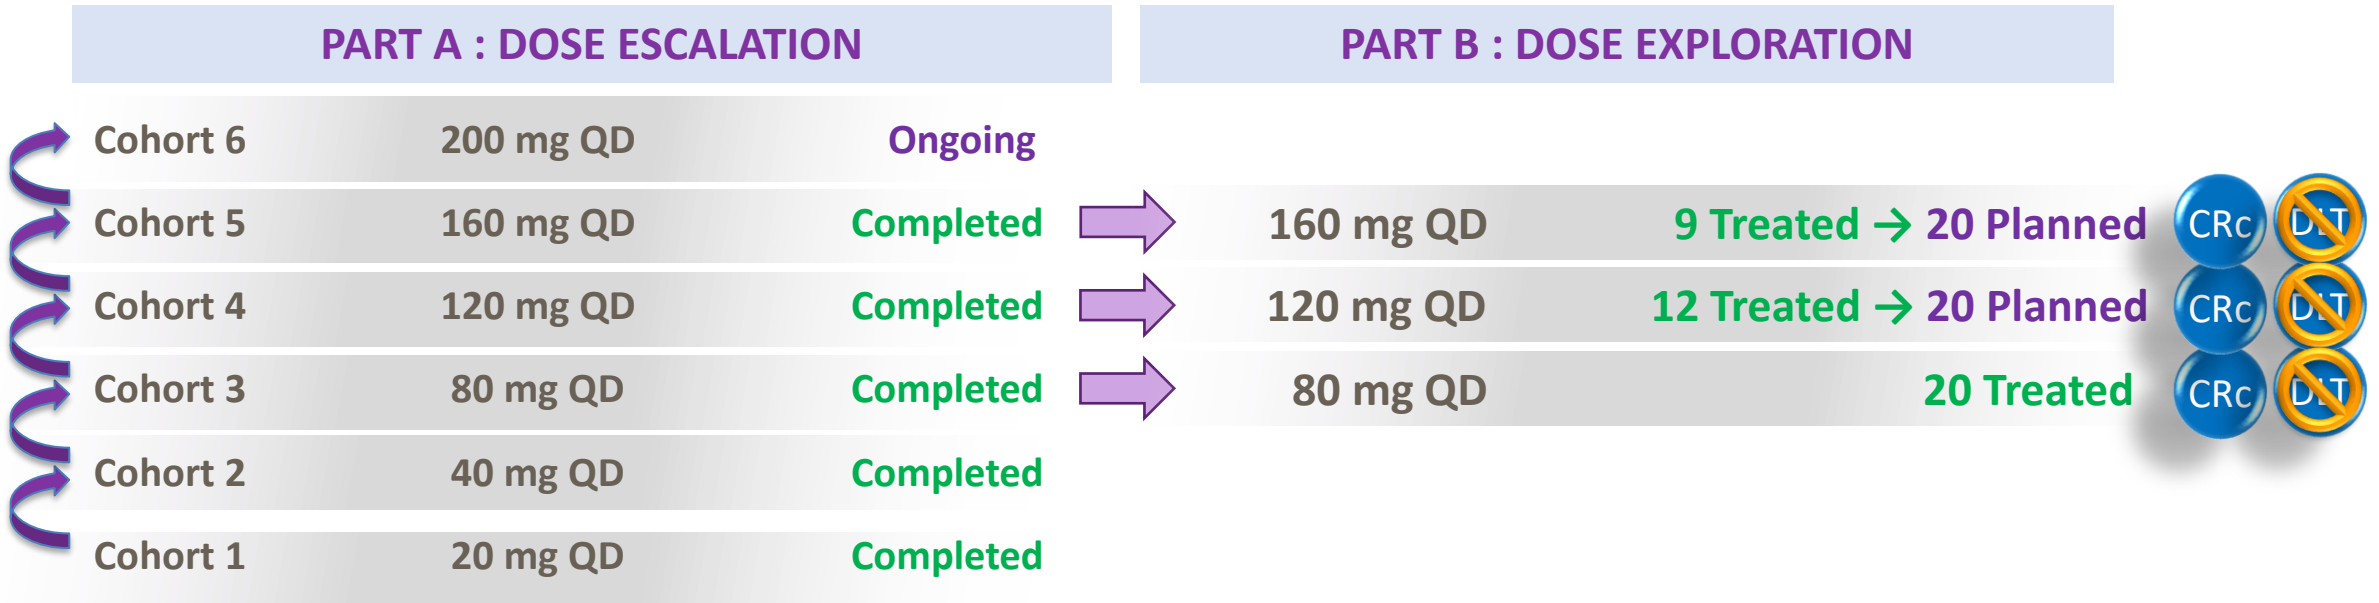 PART A : DOSE ESCALATION
PART B : DOSE EXPLORATION
Cohort 6 200 mg QD Ongoing
Cohort 5 160 mg QD Completed 160 mg QD 9 Treated → 20 Planned CRc DLT
Cohort 4 120 mg QD Completed 120 mg QD 12 Treated → 20 Planned CRc DLT
Cohort 3 80 mg QD Completed 80 mg QD 20 Treated CRc DLT
Cohort 2 40 mg QD Completed
Cohort 1 20 mg QD Completed